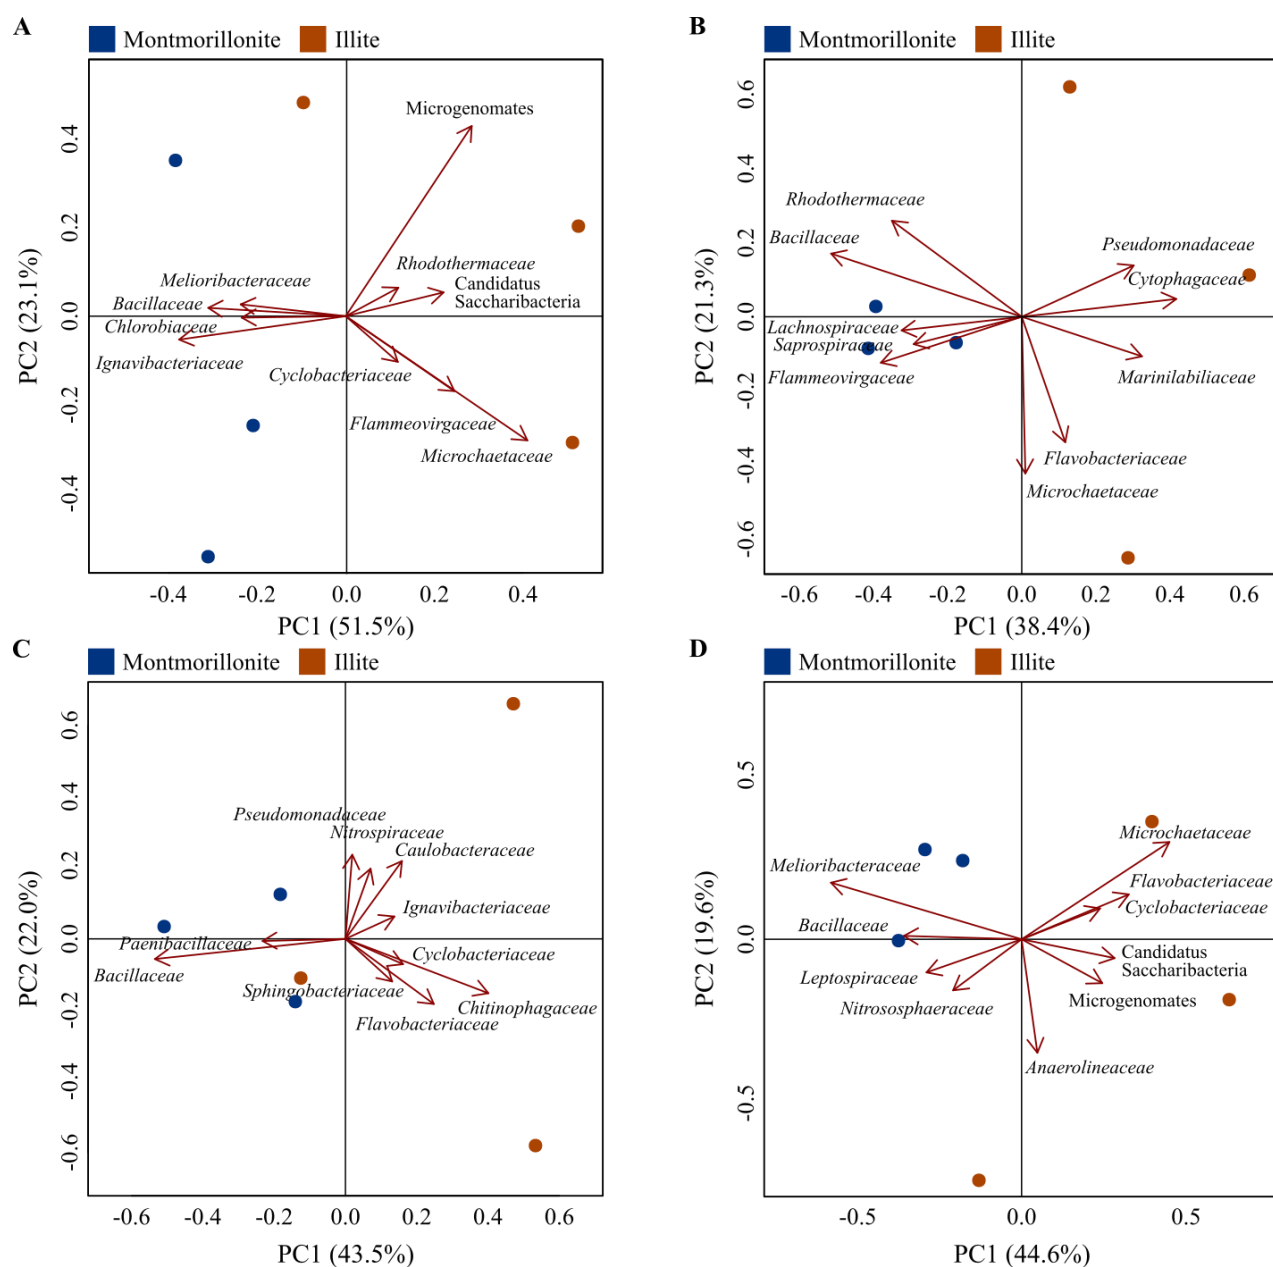 A
Montmorillonite Illite
Microgenomates
Rhodothermaceae
Candidatus
Saccharibacteria
Melioribacteraceae
Bacillaceae
Chlorobiaceae
Ignavibacteriaceae
Cyclobacteriaceae
Flammeovirgaceae
Microchaetaceae
0.4
0.2
0.0
-0.2
-0.4
PC2 (23.1%)
-0.4 -0.2 0.0 0.2 0.4
PC1 (51.5%)
B
Montmorillonite Illite
Rhodothermaceae
Bacillaceae
Pseudomonadaceae
Cytophagaceae
Lachnospiraceae
Saprospiraceae
Flammeovirgaceae
Marinilabiliaceae
Flavobacteriaceae
Microchaetaceae
0.6
0.4
0.2
0.0
-0.2
-0.4
-0.6
PC2 (21.3%)
-0.6 -0.4 -0.2 0.0 0.2 0.4 0.6
PC1 (38.4%)
C
Montmorillonite Illite
Pseudomonadaceae
Nitrospiraceae
Caulobacteraceae
Ignavibacteriaceae
Paenibacillaceae
Bacillaceae
Cyclobacteriaceae
Sphingobacteriaceae
Chitinophagaceae
Flavobacteriaceae
0.6
0.4
0.2
0.0
-0.2
-0.4
-0.6
PC2 (22.0%)
-0.6 -0.4 -0.2 0.0 0.2 0.4 0.6
PC1 (43.5%)
D
Montmorillonite Illite
Microchaetaceae
Melioribacteraceae
Flavobacteriaceae
Cyclobacteriaceae
Bacillaceae
Candidatus
Saccharibacteria
Leptospiraceae
Microgenomates
Nitrososphaeraceae
Anaerolineaceae
0.5
0.0
-0.5
PC2 (19.6%)
-0.5 0.0 0.5
PC1 (44.6%)